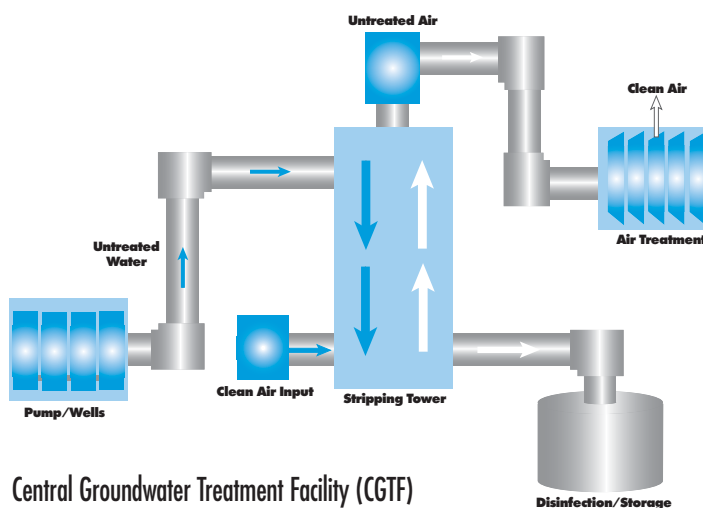 Untreated Air
Clean Air
Air Treatment
Untreated
Water
Clean Air Input
Stripping Tower
Pump/Wells
Central Groundwater Treatment Facility (CGTF)
Disinfection/Storage